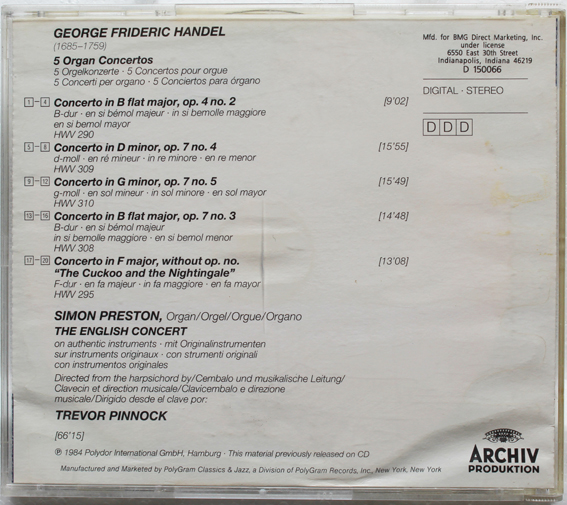 GEORGE FRIDERIC HANDEL
(1685–1759)
5 Organ Concertos
5 Orgelkonzerte · 5 Concertos pour orgue
5 Concerti per organo · 5 Conciertos para órgano
1–4 Concerto in B flat major, op. 4 no. 2 [9'02]
B-dur · en si bémol majeur · in si bemolle maggiore
en si bemol mayor
HWV 290
5–8 Concerto in D minor, op. 7 no. 4 [15'55]
d-moll · en ré mineur · in re minore · en re menor
HWV 309
9–12 Concerto in G minor, op. 7 no. 5 [15'49]
g-moll · en sol mineur · in sol minore · en sol mayor
HWV 310
13–16 Concerto in B flat major, op. 7 no. 3 [14'48]
B-dur · en si bémol majeur
in si bemolle maggiore · en si bemol menor
HWV 308
17–20 Concerto in F major, without op. no. [13'08]
“The Cuckoo and the Nightingale”
F-dur · en fa majeur · in fa maggiore · en fa mayor
HWV 295
SIMON PRESTON, Organ/Orgel/Orgue/Organo
THE ENGLISH CONCERT
on authentic instruments · mit Originalinstrumenten
sur instruments originaux · con strumenti originali
con instrumentos originales
Directed from the harpsichord by/Cembalo und musikalische Leitung/
Clavecin et direction musicale/Clavicembalo e direzione
musicale/Dirigido desde el clave por:
TREVOR PINNOCK
[66'15]
℗ 1984 Polydor International GmbH, Hamburg · This material previously released on CD
Manufactured and Marketed by PolyGram Classics & Jazz, a Division of PolyGram Records, Inc., New York, New York
Mfd. for BMG Direct Marketing, Inc.
under license
6550 East 30th Street
Indianapolis, Indiana 46219
D 150066
DIGITAL · STEREO
DDD
ARCHIV
PRODUKTION